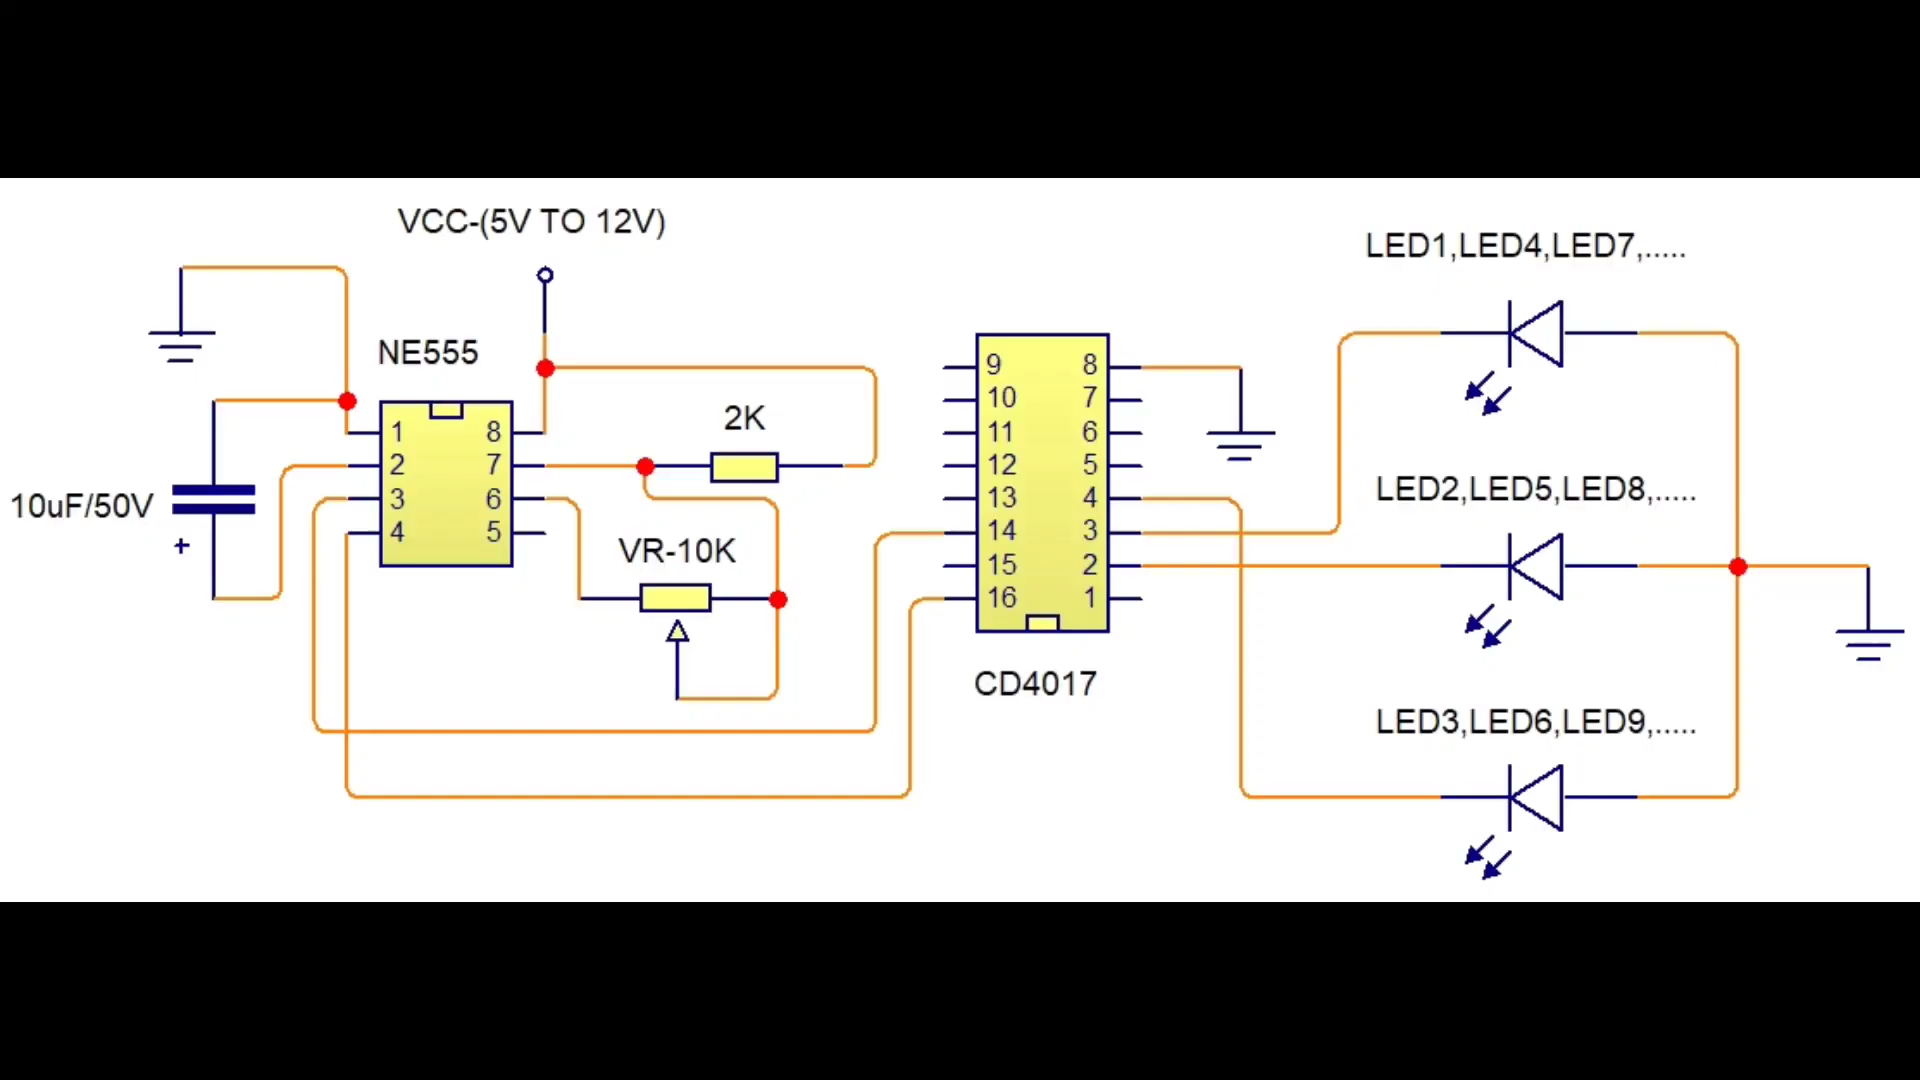 VCC-(5V TO 12V)
LED1,LED4,LED7,.....
NE555
1 8
2 7
3 6
4 5
10uF/50V
+
2K
VR-10K
9 8
10 7
11 6
12 5
13 4
14 3
15 2
16 1
CD4017
LED2,LED5,LED8,.....
LED3,LED6,LED9,.....